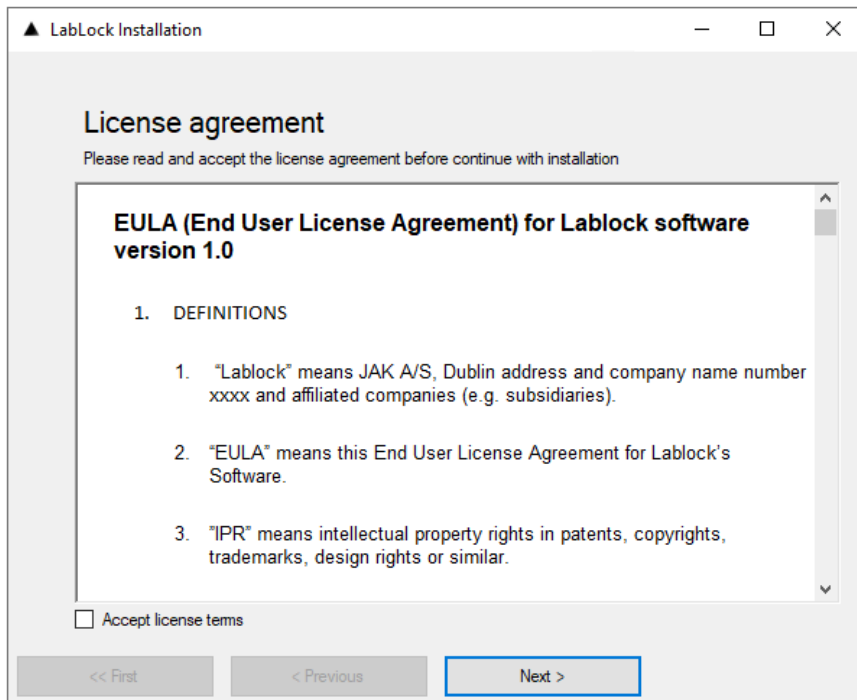 LabLock Installation
License agreement
Please read and accept the license agreement before continue with installation
EULA (End User License Agreement) for Lablock software
version 1.0
1. DEFINITIONS
1. “Lablock” means JAK A/S, Dublin address and company name number
xxxx and affiliated companies (e.g. subsidiaries).
2. “EULA” means this End User License Agreement for Lablock’s
Software.
3. ”IPR” means intellectual property rights in patents, copyrights,
trademarks, design rights or similar.
Accept license terms
<< First
< Previous
Next >